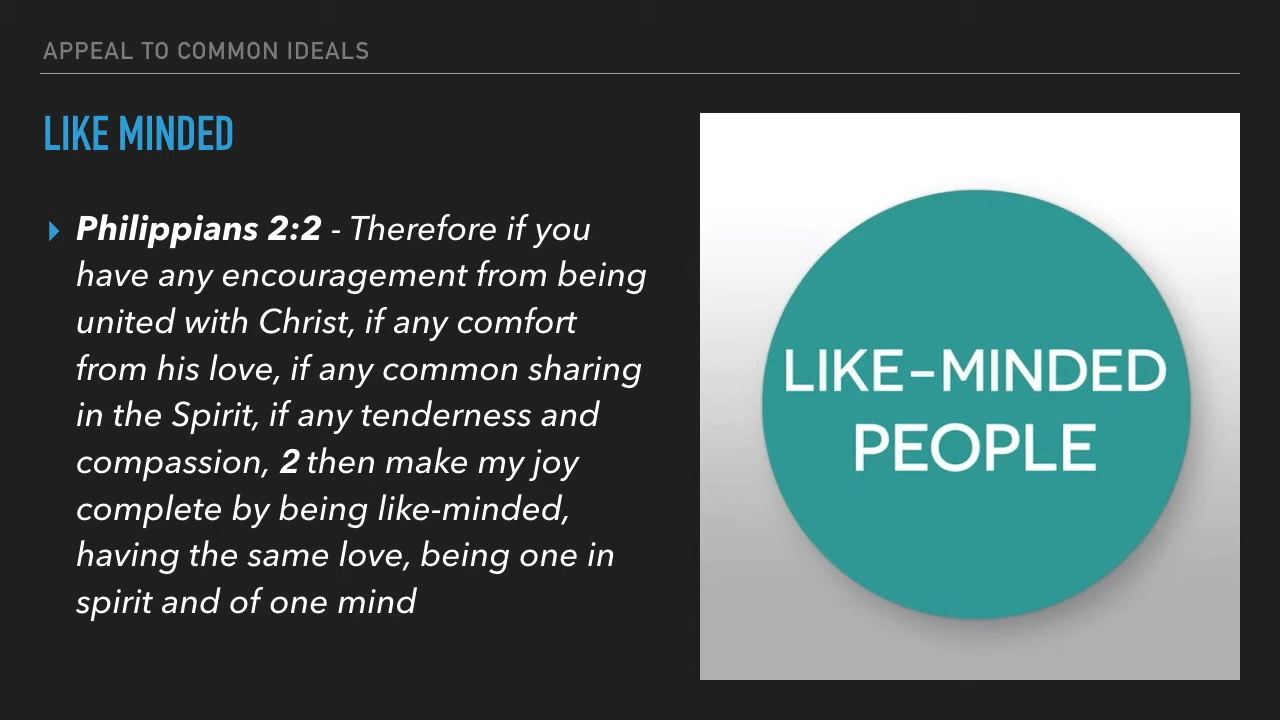 APPEAL TO COMMON IDEALS
LIKE MINDED
Philippians 2:2 - Therefore if you
have any encouragement from being
united with Christ, if any comfort
from his love, if any common sharing
in the Spirit, if any tenderness and
compassion, 2 then make my joy
complete by being like-minded,
having the same love, being one in
spirit and of one mind
LIKE-MINDED
PEOPLE